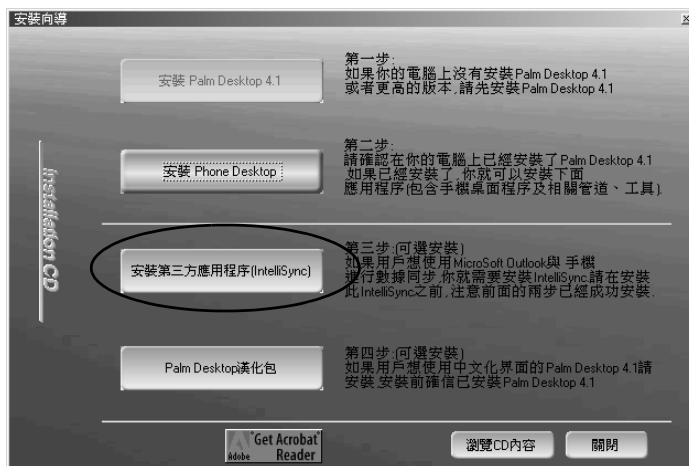 安裝向導
安裝 Palm Desktop 4.1
第一步:
如果你的電腦上沒有安裝Palm Desktop 4.1
或者更高的版本,請先安裝Palm Desktop 4.1
安裝 Phone Desktop
第二步:
請確認在你的電腦上已經安裝了Palm Desktop 4.1
,如果已經安裝了,你就可以安裝下面
應用程序(包含手機桌面程序及相關管道、工具)
Installation CD
安裝第三方應用程序(IntelliSync)
第三步:(可選安裝)
如果用戶想使用MicroSoft Outlook與 手機
進行數據同步,你就需要安裝IntelliSync,請在安裝
此IntelliSync之前,注意前面的兩步已經成功安裝.
Palm Desktop漢化包
第四步:(可選安裝)
如果用戶想使用中文化界面的Palm Desktop 4.1請
安裝,安裝前確信已安裝Palm Desktop 4.1
Get Acrobat
Adobe Reader
瀏覽CD內容
關閉